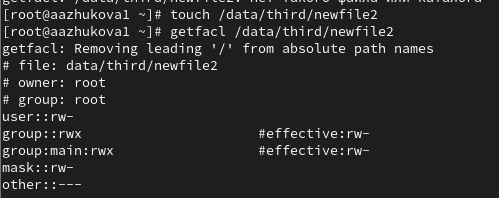 getfacl: /data/third/newfile2: Нет такого файла или каталога
[root@aazhukova1 ~]# touch /data/third/newfile2
[root@aazhukova1 ~]# getfacl /data/third/newfile2
getfacl: Removing leading '/' from absolute path names
# file: data/third/newfile2
# owner: root
# group: root
user::rw-
group::rwx                      #effective:rw-
group:main:rwx                  #effective:rw-
mask::rw-
other::---